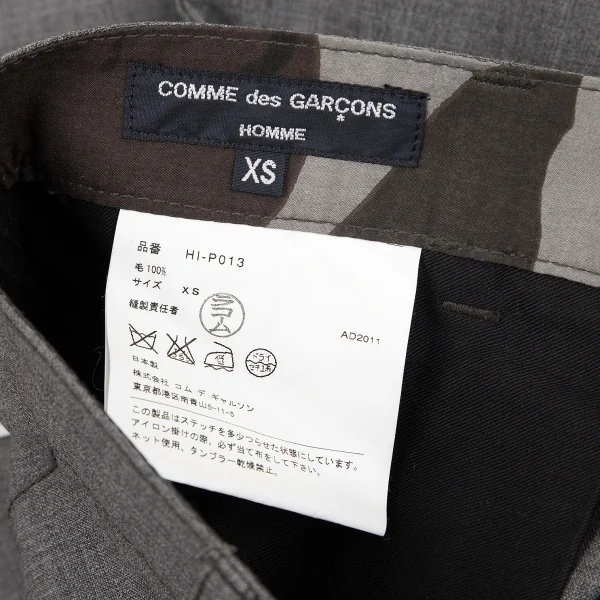 COMME des GARÇONS
*
HOMME
XS
品番 HI-P013
毛 100%
サイズ XS
縫製責任者 コム
AD2011
ドライ
日本製
株式会社 コム デ ギャルソン
東京都港区南青山5-11-5
この製品はステッチを多少つらせた状態にしています。
アイロン掛けの際、必ず当て布をして下さい。
ネット使用、タンブラー乾燥禁止。